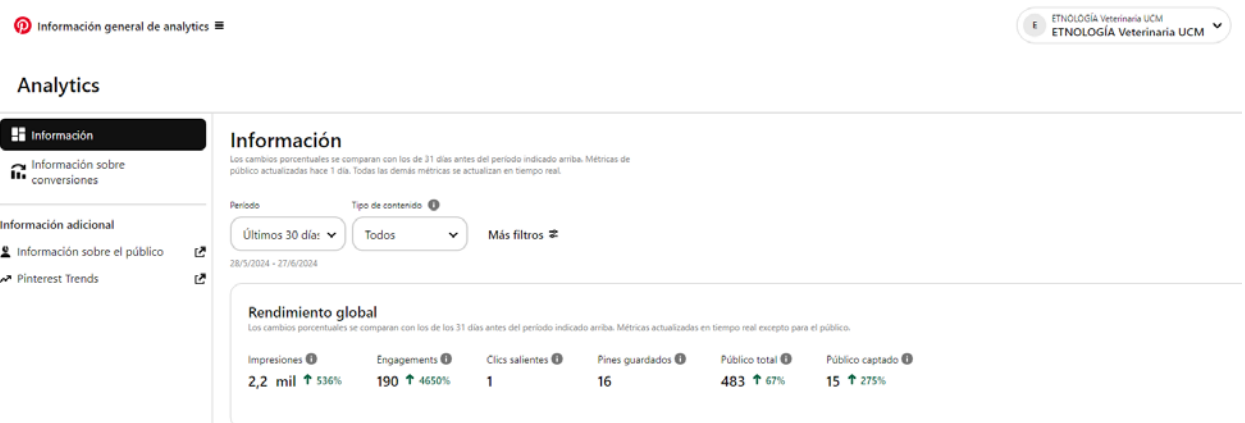 Información general de analytics
E
ETNOLOGÍA Veterinaria UCM
ETNOLOGÍA Veterinaria UCM
Analytics
Información
Información sobre
conversiones
Información adicional
Información sobre el público
Pinterest Trends
Información
Los cambios porcentuales se comparan con los de 31 días antes del período indicado arriba. Métricas de
público actualizadas hace 1 día. Todas las demás métricas se actualizan en tiempo real.
Período
Tipo de contenido
Últimos 30 días
Todos
Más filtros
28/5/2024 - 27/6/2024
Rendimiento global
Los cambios porcentuales se comparan con los de los 31 días antes del período indicado arriba. Métricas actualizadas en tiempo real excepto para el público.
Impresiones Engagements Clics salientes Pines guardados Público total Público captado
2,2 mil 536% 190 4650% 1 16 483 67% 15 275%